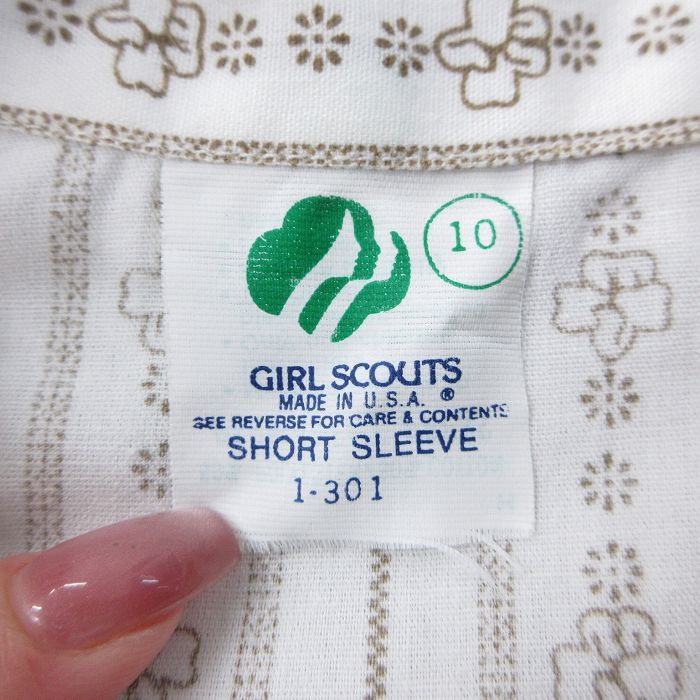 10
GIRL SCOUTS
MADE IN U.S.A. ®
SEE REVERSE FOR CARE & CONTENTS
SHORT SLEEVE
1-301